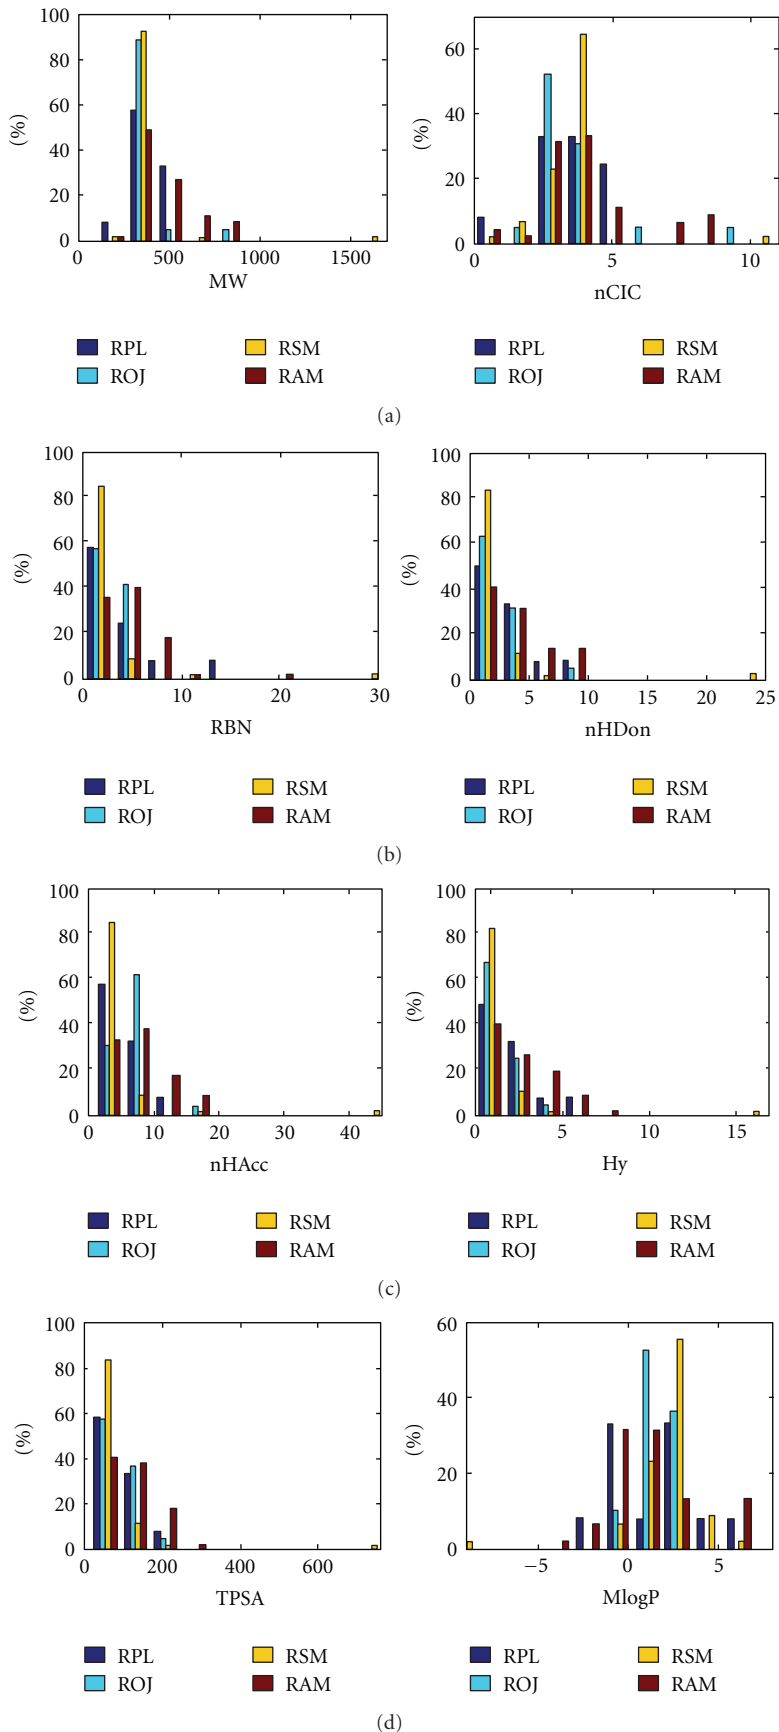 100
80
60
40
20
0
(%)
0 500 1000 1500
MW
60
40
20
0
(%)
0 5 10
nCIC
RPL RSM
ROJ RAM
RPL RSM
ROJ RAM
(a)
100
80
60
40
20
0
(%)
0 10 20 30
RBN
100
80
60
40
20
0
(%)
0 5 10 15 20 25
nHDon
RPL RSM
ROJ RAM
RPL RSM
ROJ RAM
(b)
100
80
60
40
20
0
(%)
0 10 20 30 40
nHAcc
100
80
60
40
20
0
(%)
0 5 10 15
Hy
RPL RSM
ROJ RAM
RPL RSM
ROJ RAM
(c)
100
80
60
40
20
0
(%)
0 200 400 600
TPSA
60
40
20
0
(%)
−5 0 5
MlogP
RPL RSM
ROJ RAM
RPL RSM
ROJ RAM
(d)